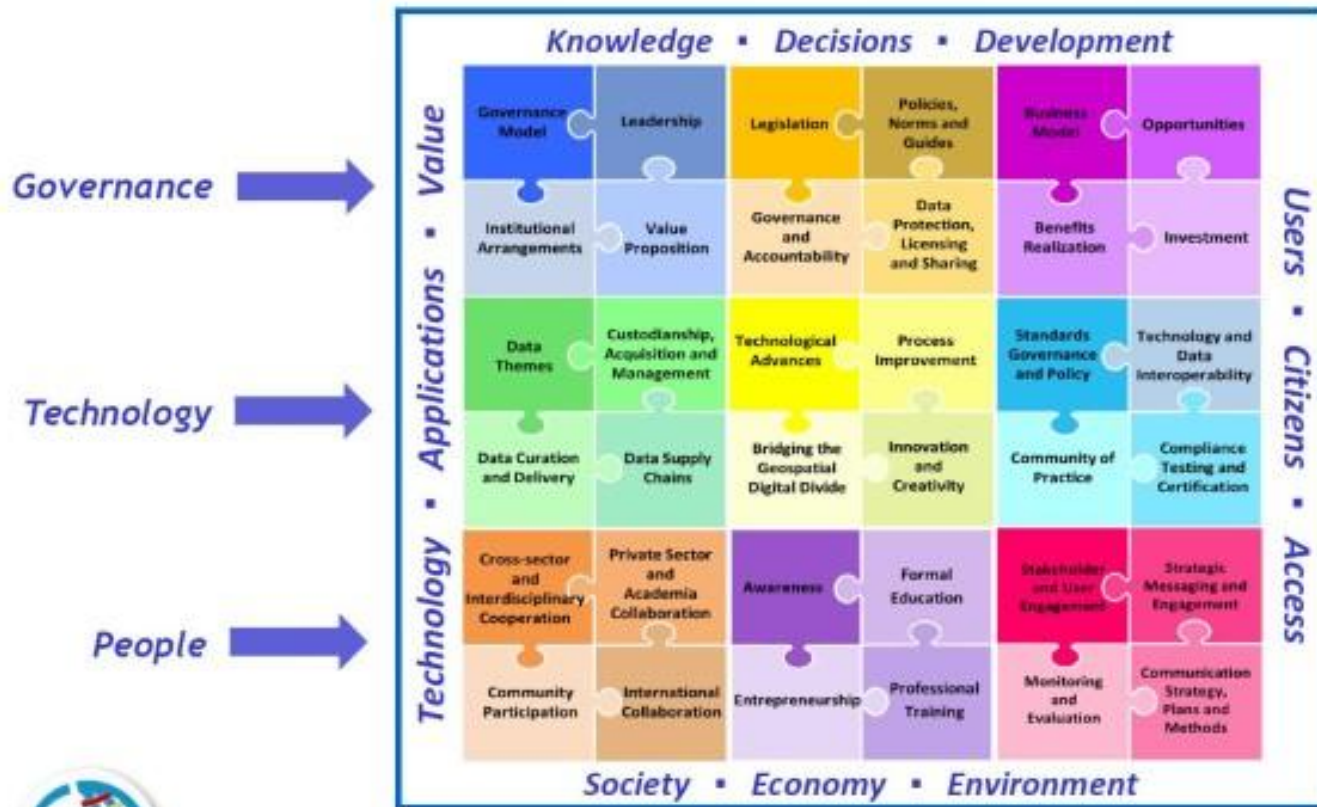 Knowledge ▪ Decisions ▪ Development
Governance
Technology
People
Technology ▪ Applications ▪ Value
Governance
Model
Leadership
Legislation
Policies,
Norms and
Guides
Business
Model
Opportunities
Institutional
Arrangements
Value
Proposition
Governance
and
Accountability
Data
Protection,
Licensing
and Sharing
Benefits
Realization
Investment
Data
Themes
Custodianship,
Acquisition and
Management
Technological
Advances
Process
Improvement
Standards
Governance
and Policy
Technology and
Data
Interoperability
Data Curation
and Delivery
Data Supply
Chains
Bridging the
Geospatial
Digital Divide
Innovation
and
Creativity
Community of
Practice
Compliance
Testing and
Certification
Cross-sector
and
Interdisciplinary
Cooperation
Private Sector
and
Academia
Collaboration
Awareness
Formal
Education
Stakeholder
and User
Engagement
Strategic
Messaging and
Engagement
Community
Participation
International
Collaboration
Entrepreneurship
Professional
Training
Monitoring
and
Evaluation
Communication
Strategy,
Plans and
Methods
Users ▪ Citizens ▪ Access
Society ▪ Economy ▪ Environment